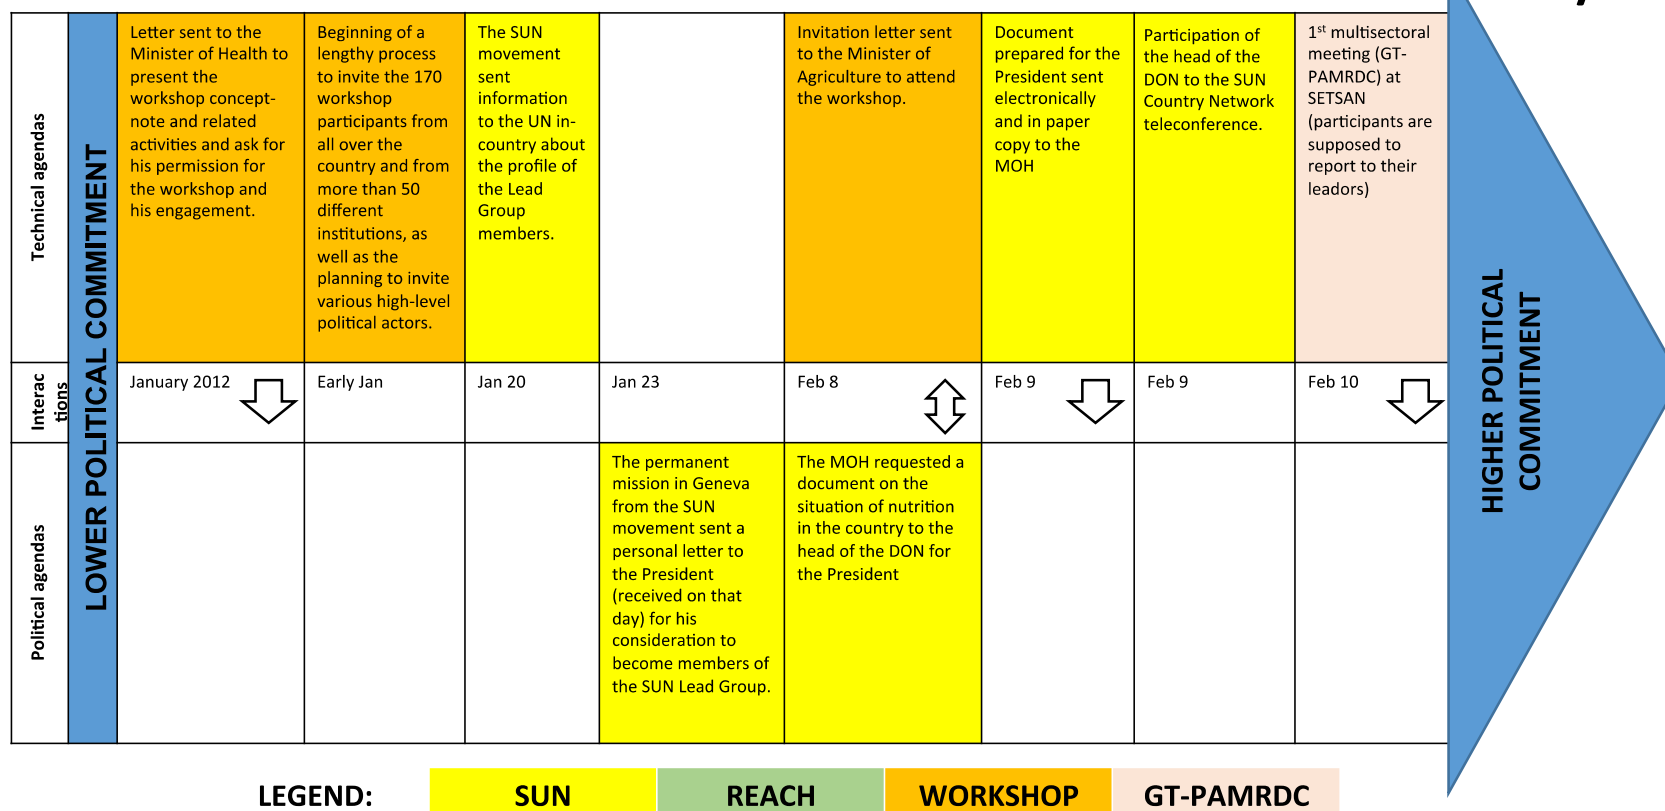 Technical agendas
LOWER POLITICAL COMMITMENT
Letter sent to the
Minister of Health to
present the
workshop concept-
note and related
activities and ask for
his permission for
the workshop and
his engagement.
Beginning of a
lengthy process
to invite the 170
workshop
participants from
all over the
country and from
more than 50
different
institutions, as
well as the
planning to invite
various high-level
political actors.
The SUN
movement
sent
information
to the UN in-
country about
the profile of
the Lead
Group
members.
Invitation letter sent
to the Minister of
Agriculture to attend
the workshop.
Document
prepared for the
President sent
electronically
and in paper
copy to the
MOH
Participation of
the head of the
DON to the SUN
Country Network
teleconference.
1st multisectoral
meeting (GT-
PAMRDC) at
SETSAN
(participants are
supposed to
report to their
leadors)
HIGHER POLITICAL
COMMITMENT
Interac
tions
January 2012
Early Jan
Jan 20
Jan 23
Feb 8
Feb 9
Feb 9
Feb 10
Political agendas
The permanent
mission in Geneva
from the SUN
movement sent a
personal letter to
the President
(received on that
day) for his
consideration to
become members of
the SUN Lead Group.
The MOH requested a
document on the
situation of nutrition
in the country to the
head of the DON for
the President
LEGEND:
SUN
REACH
WORKSHOP
GT-PAMRDC